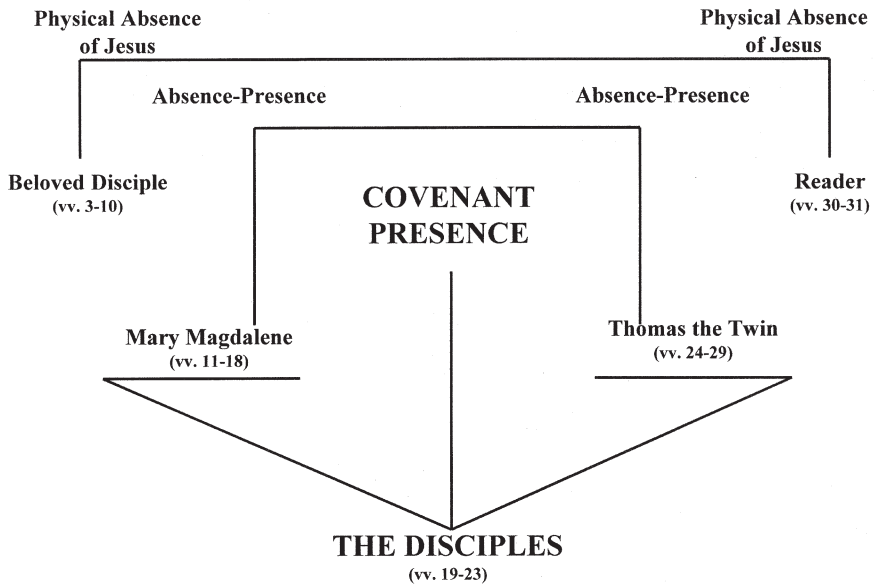 Physical Absence
of Jesus
Physical Absence
of Jesus
Absence-Presence
Absence-Presence
Beloved Disciple
(vv. 3-10)
COVENANT
PRESENCE
Reader
(vv. 30-31)
Mary Magdalene
(vv. 11-18)
Thomas the Twin
(vv. 24-29)
THE DISCIPLES
(vv. 19-23)